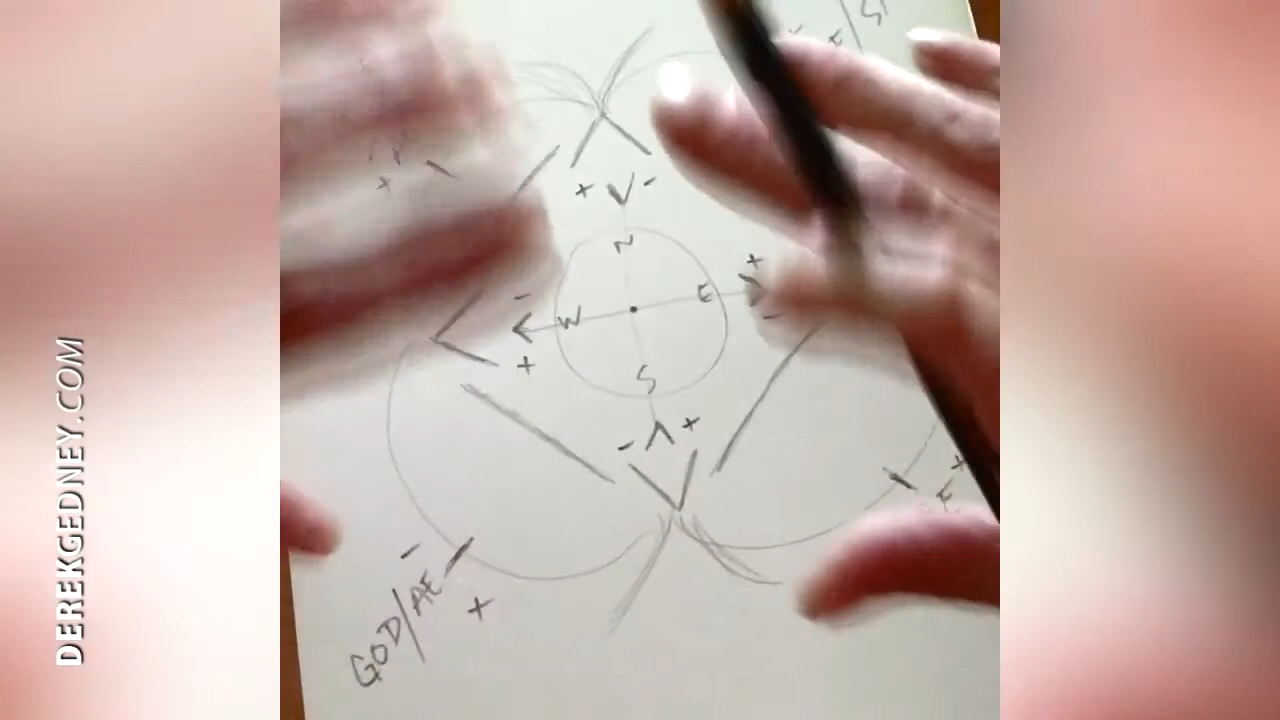 + V -
N
+
E
-
W
-
+
S
- Λ +
+
-
GOD/AE
+
DEREKGEDNEY.COM